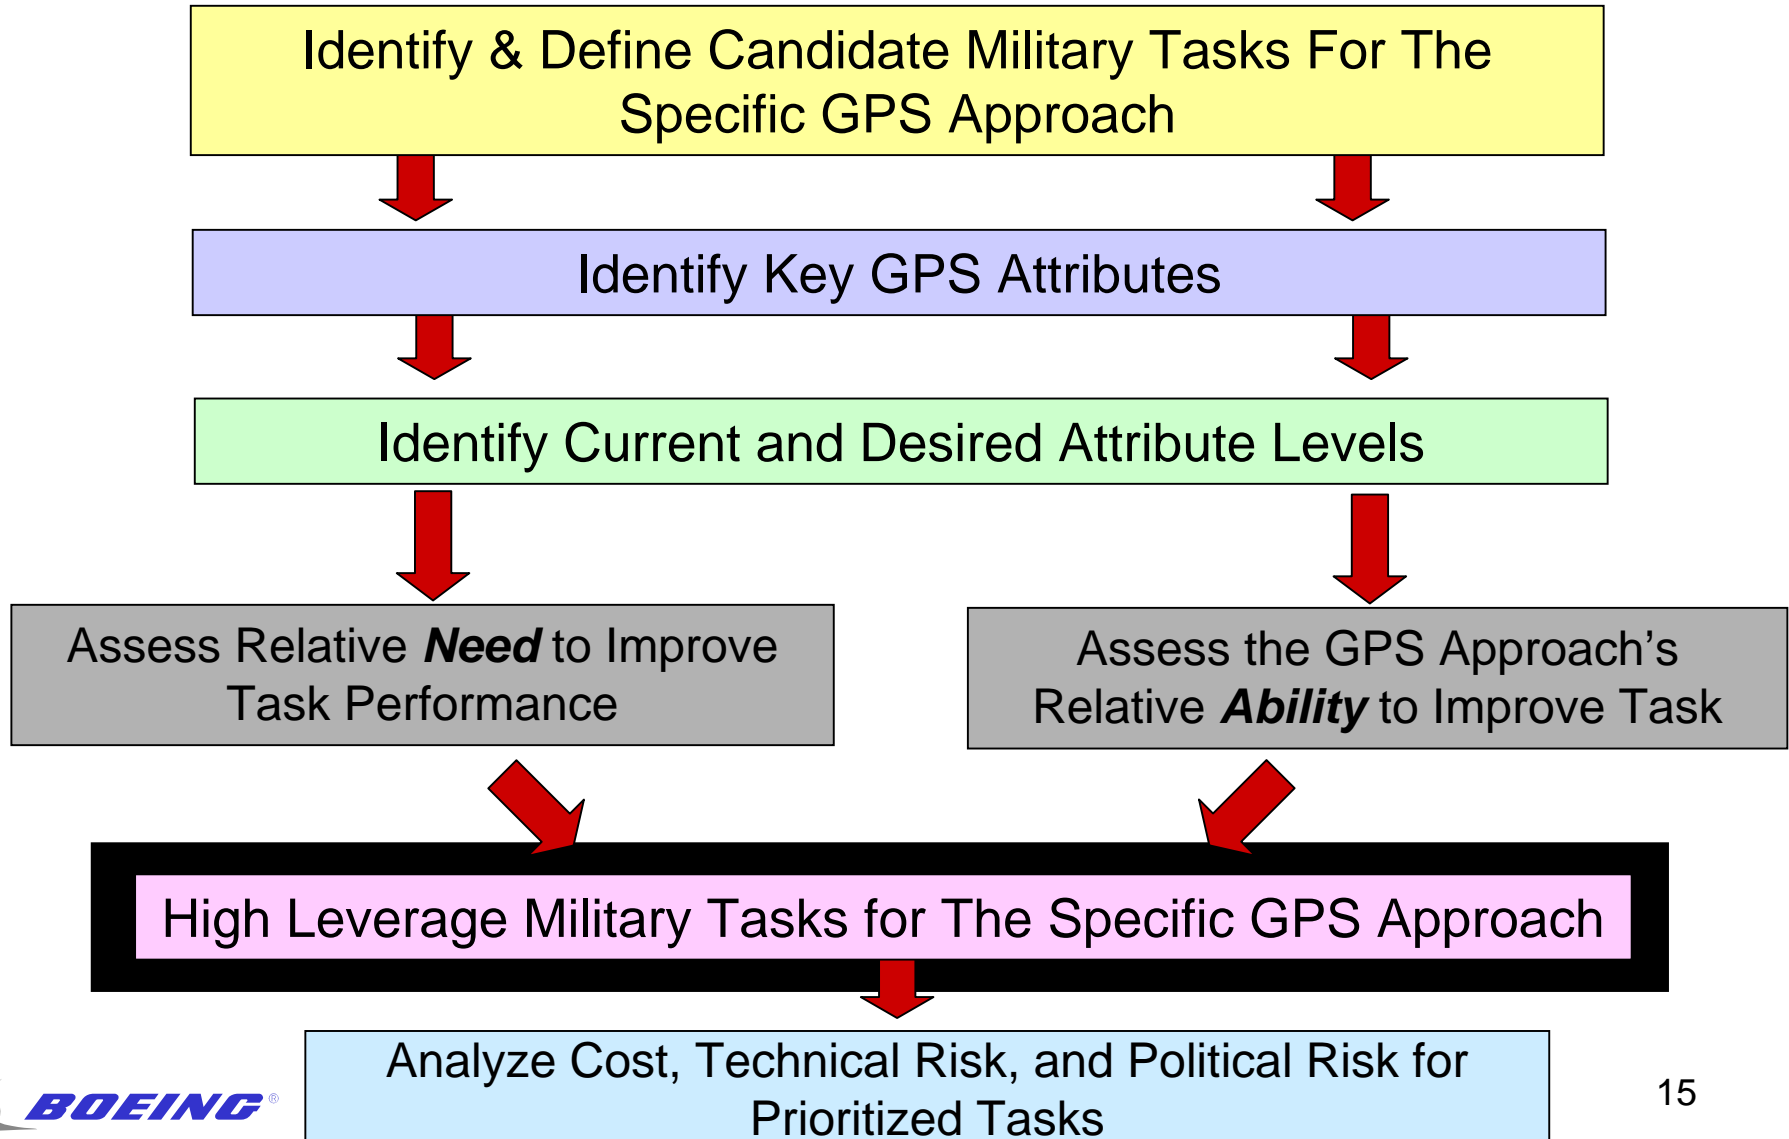 Identify & Define Candidate Military Tasks For The
Specific GPS Approach
Identify Key GPS Attributes
Identify Current and Desired Attribute Levels
Assess Relative Need to Improve
Task Performance
Assess the GPS Approach’s
Relative Ability to Improve Task
High Leverage Military Tasks for The Specific GPS Approach
Analyze Cost, Technical Risk, and Political Risk for
Prioritized Tasks
BOEING®
15